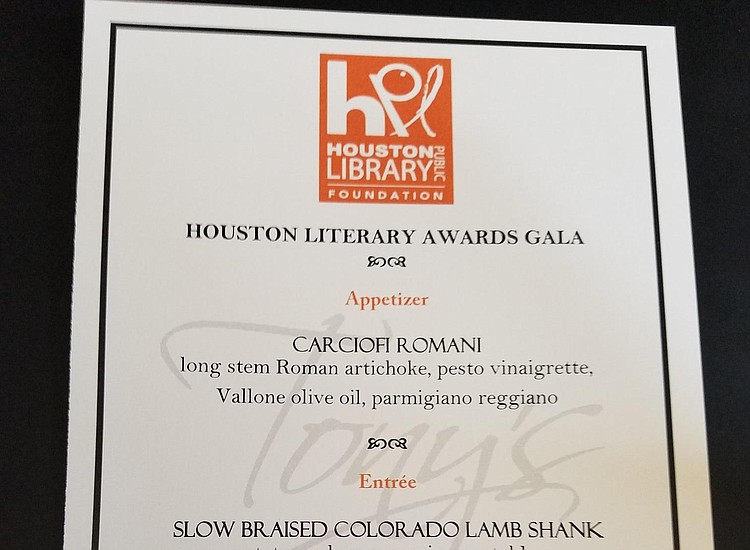 hpl
HOUSTON
LIBRARY
PUBLIC
FOUNDATION
HOUSTON LITERARY AWARDS GALA
Appetizer
CARCIOFI ROMANI
long stem Roman artichoke, pesto vinaigrette,
Vallone olive oil, parmigiano reggiano
Tony's
Entrée
SLOW BRAISED COLORADO LAMB SHANK